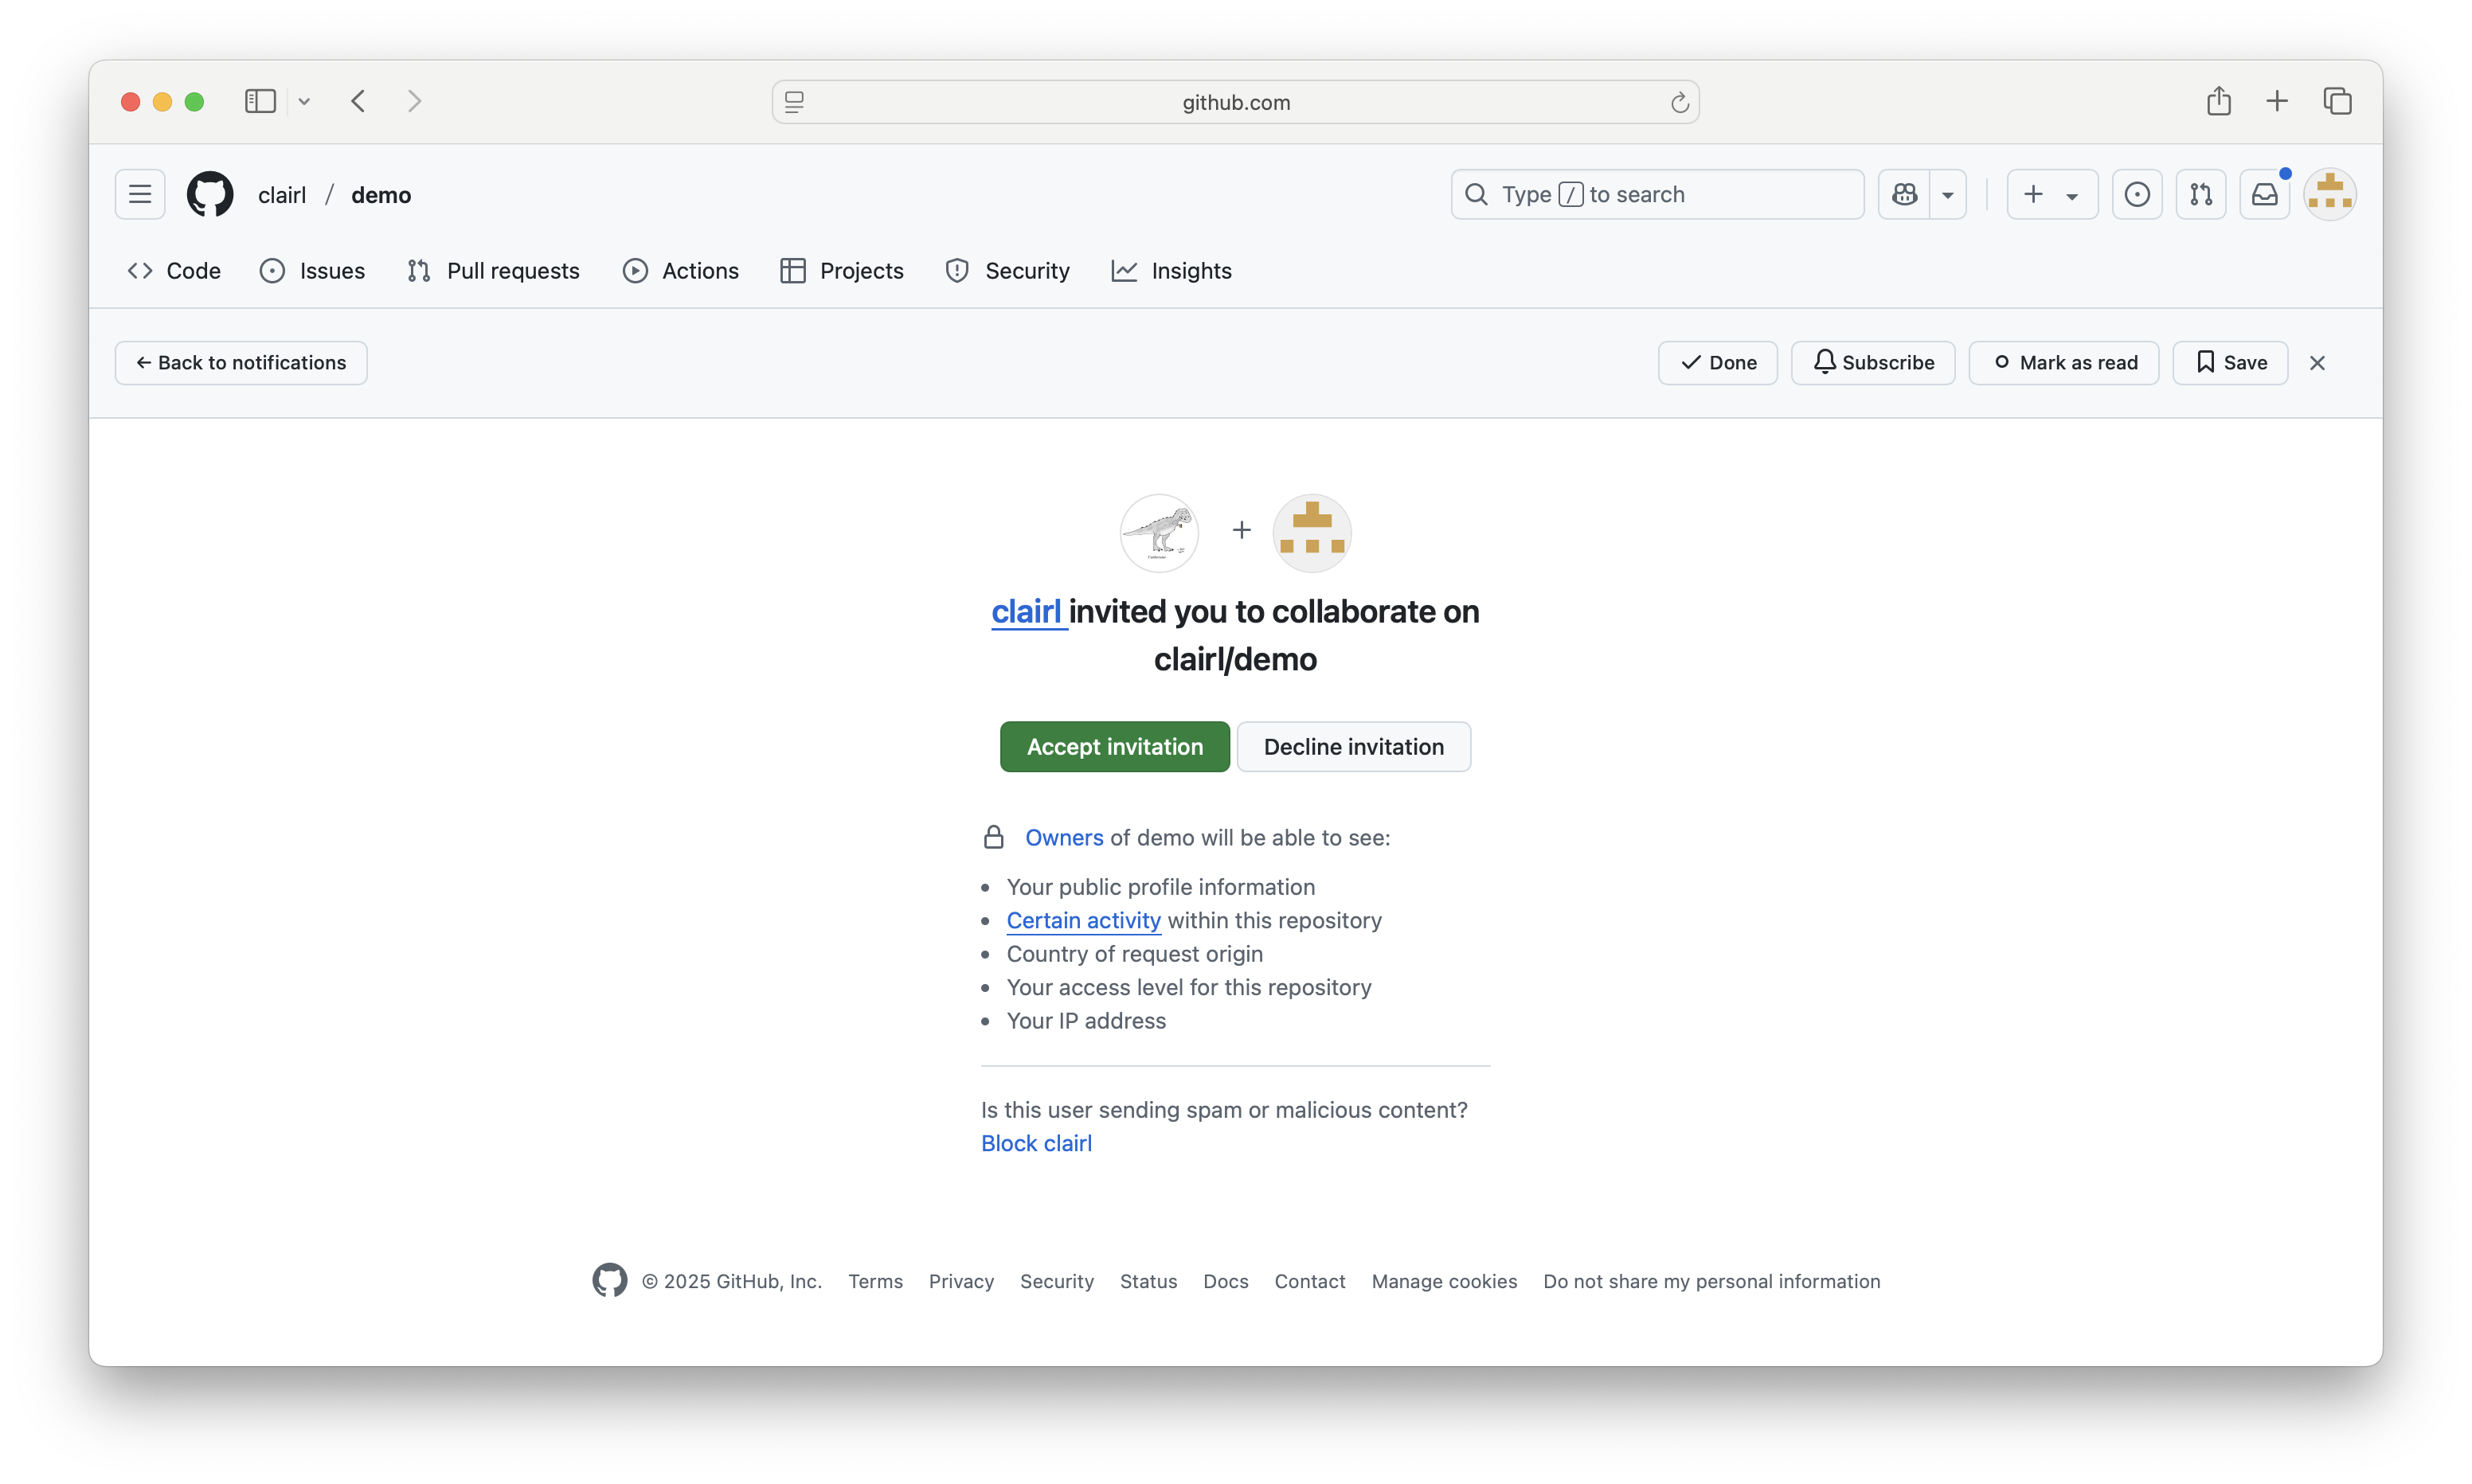 github.com
clairl / demo
Type / to search
Code Issues Pull requests Actions Projects Security Insights
Back to notifications
Done Subscribe Mark as read Save
clairl invited you to collaborate on
clairl/demo
Accept invitation Decline invitation
Owners of demo will be able to see:
Your public profile information
Certain activity within this repository
Country of request origin
Your access level for this repository
Your IP address
Is this user sending spam or malicious content?
Block clairl
© 2025 GitHub, Inc. Terms Privacy Security Status Docs Contact Manage cookies Do not share my personal information